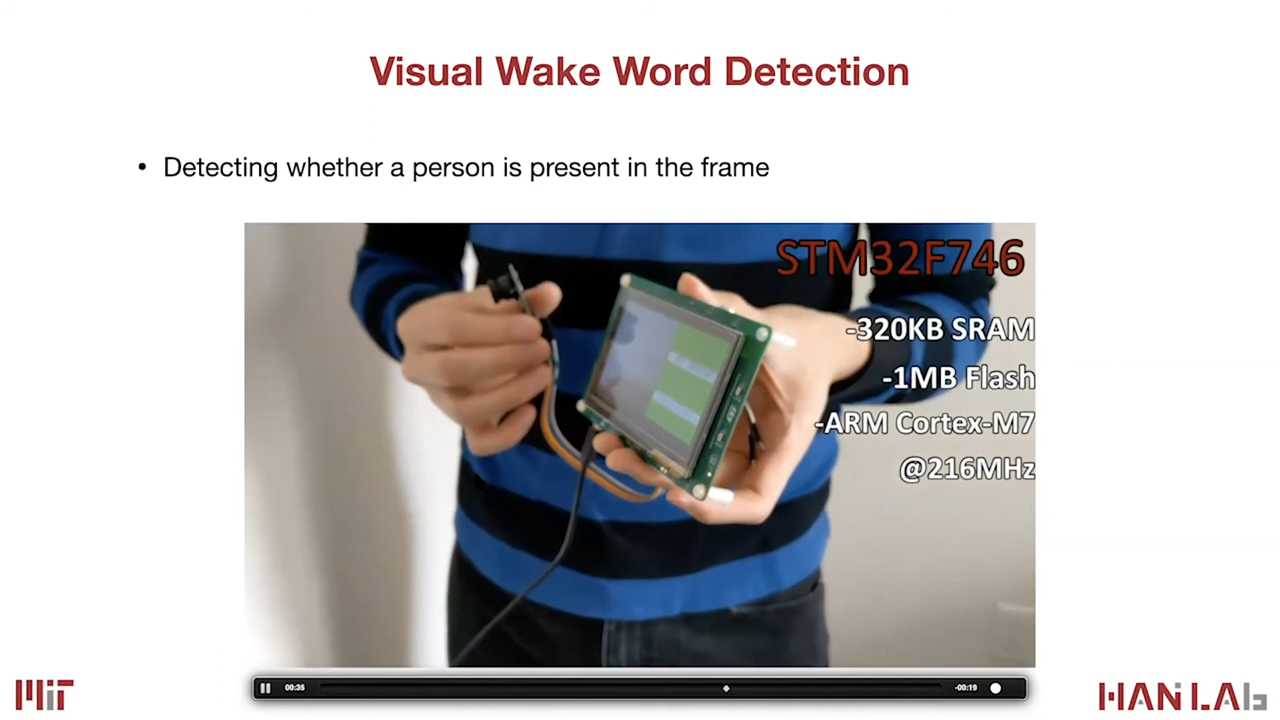 Visual Wake Word Detection
• Detecting whether a person is present in the frame
STM32F746
-320KB SRAM
-1MB Flash
-ARM Cortex-M7
@216MHz
00:35
-00:19
MIT
HAN LAB